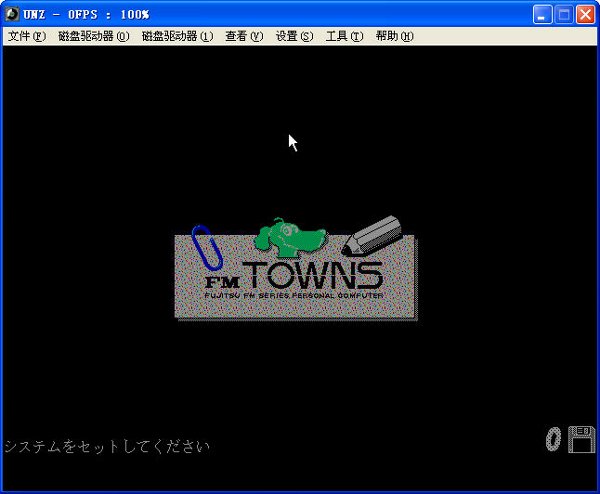 UNZ - 0FPS : 100%
文件(F) 磁盘驱动器(0) 磁盘驱动器(1) 查看(V) 设置(S) 工具(T) 帮助(H)
FM TOWNS
FUJITSU FM SERIES PERSONAL COMPUTER
システムをセットしてください
0